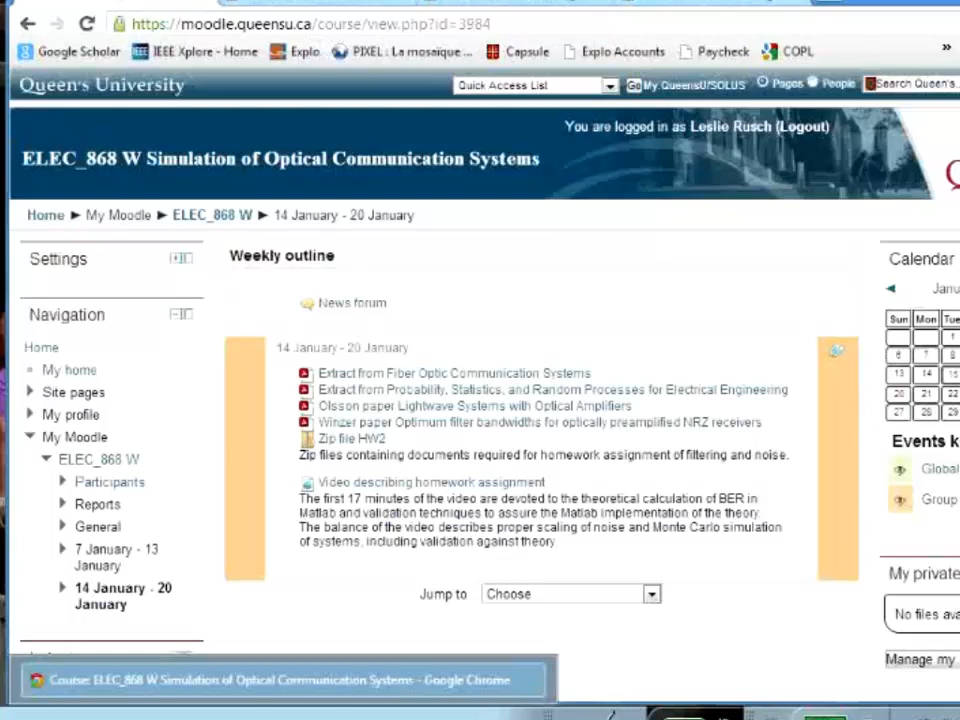 https://moodle.queensu.ca/course/view.php?id=3984
Google Scholar IEEE IEEE Xplore - Home Explo PIXEL : La mosaïque ... Capsule Explo Accounts Paycheck COPL »
Queen's University Quick Access List Go My QueensU/SOLUS Pages People Search Queen's...
You are logged in as Leslie Rusch (Logout)
ELEC_868 W Simulation of Optical Communication Systems
Home ► My Moodle ► ELEC_868 W ► 14 January - 20 January
Settings
Navigation
Home
My home
Site pages
My profile
My Moodle
ELEC_868 W
Participants
Reports
General
7 January - 13
January
14 January - 20
January
Weekly outline
News forum
14 January - 20 January
Extract from Fiber Optic Communication Systems
Extract from Probability, Statistics, and Random Processes for Electrical Engineering
Olsson paper Lightwave Systems with Optical Amplifiers
Winzer paper Optimum filter bandwidths for optically preamplified NRZ receivers
Zip file HW2
Zip files containing documents required for homework assignment of filtering and noise.
Video describing homework assignment
The first 17 minutes of the video are devoted to the theoretical calculation of BER in
Matlab and validation techniques to assure the Matlab implementation of the theory.
The balance of the video describes proper scaling of noise and Monte Carlo simulation
of systems, including validation against theory
Jump to Choose
Calendar
◄ Janu
Sun Mon Tue
1
6 7 8
13 14 15
20 21 22
27 28 29
Events k
Global
Group
My private
No files ava
Manage my
Course: ELEC_868 W Simulation of Optical Communication Systems - Google Chrome